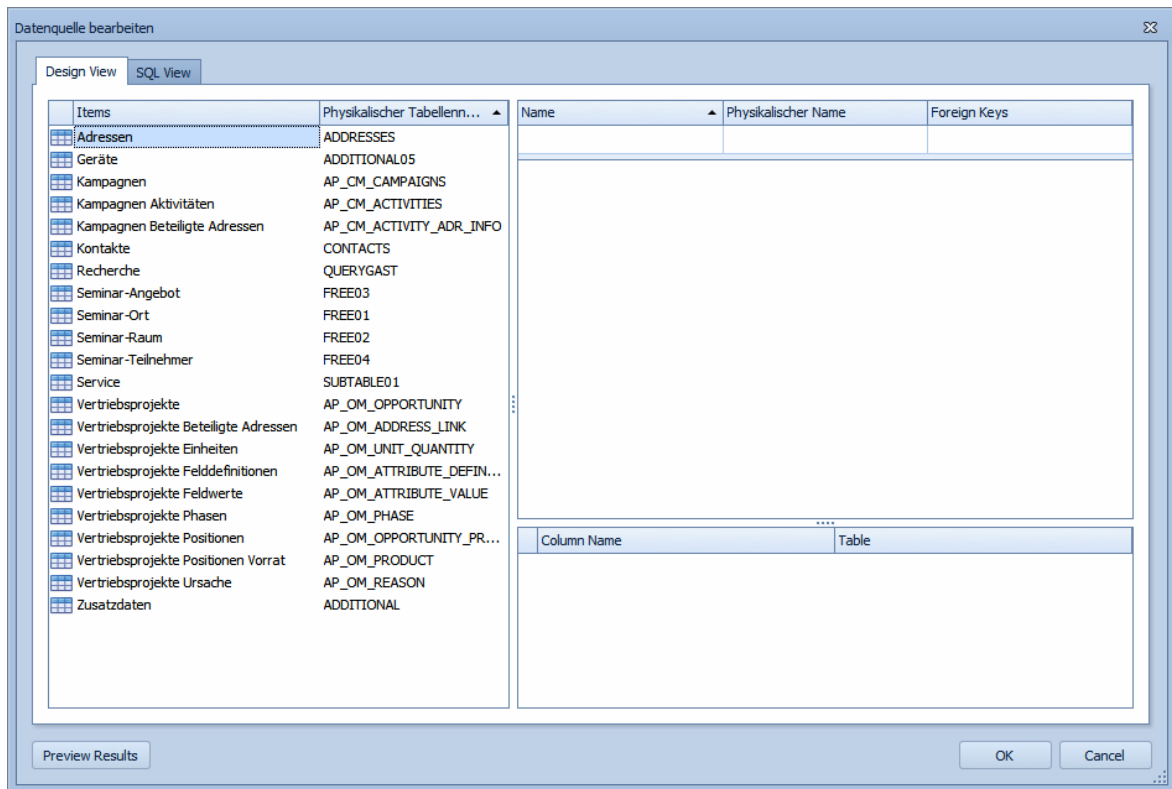 Datenquelle bearbeiten
Design View SQL View
Items Physikalischer Tabellenn... Name Physikalischer Name Foreign Keys
Adressen ADDRESSES
Geräte ADDITIONAL05
Kampagnen AP_CM_CAMPAIGNS
Kampagnen Aktivitäten AP_CM_ACTIVITIES
Kampagnen Beteiligte Adressen AP_CM_ACTIVITY_ADR_INFO
Kontakte CONTACTS
Recherche QUERYGAST
Seminar-Angebot FREE03
Seminar-Ort FREE01
Seminar-Raum FREE02
Seminar-Teilnehmer FREE04
Service SUBTABLE01
Vertriebsprojekte AP_OM_OPPORTUNITY
Vertriebsprojekte Beteiligte Adressen AP_OM_ADDRESS_LINK
Vertriebsprojekte Einheiten AP_OM_UNIT_QUANTITY
Vertriebsprojekte Felddefinitionen AP_OM_ATTRIBUTE_DEFIN...
Vertriebsprojekte Feldwerte AP_OM_ATTRIBUTE_VALUE
Vertriebsprojekte Phasen AP_OM_PHASE
Vertriebsprojekte Positionen AP_OM_OPPORTUNITY_PR...
Column Name Table
Vertriebsprojekte Positionen Vorrat AP_OM_PRODUCT
Vertriebsprojekte Ursache AP_OM_REASON
Zusatzdaten ADDITIONAL
Preview Results OK Cancel